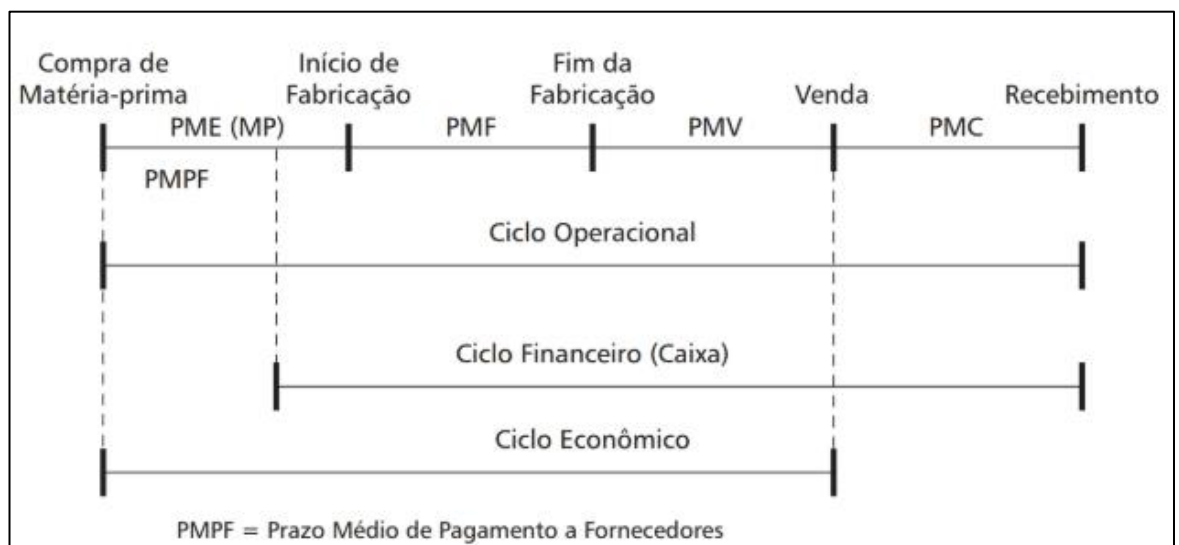 Compra de
Matéria-prima
Início de
Fabricação
Fim da
Fabricação
Venda
Recebimento
PME (MP)
PMF
PMV
PMC
PMPF
Ciclo Operacional
Ciclo Financeiro (Caixa)
Ciclo Econômico
PMPF = Prazo Médio de Pagamento a Fornecedores